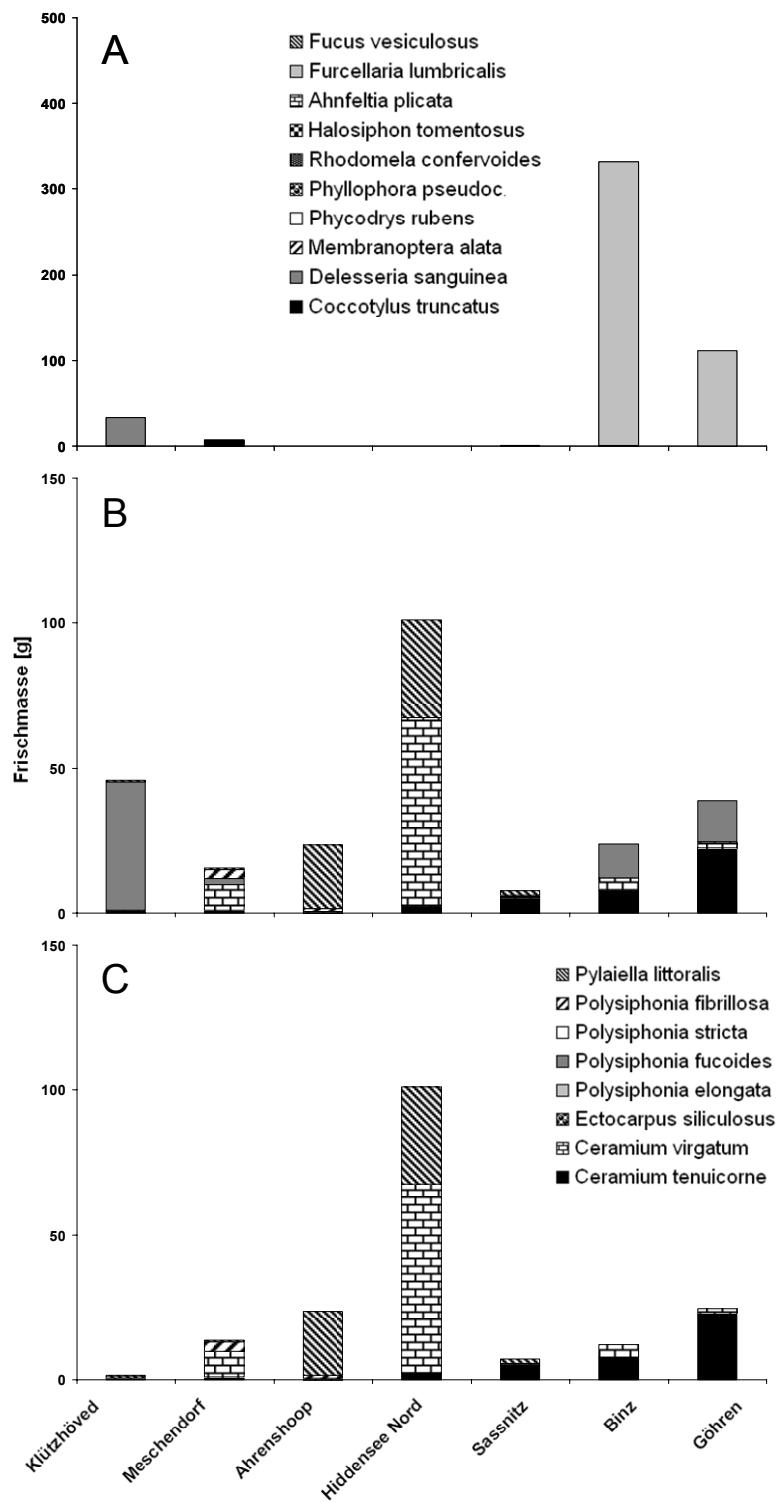 500
A
Fucus vesiculosus
Furcellaria lumbricalis
400
Ahnfeltia plicata
Halosiphon tomentosus
Rhodomela confervoides
300
Phyllophora pseudoc.
Phycodrys rubens
Membranoptera alata
200
Delesseria sanguinea
Coccotylus truncatus
100
0
150
B
100
Frischmasse [g]
50
0
150
C
Pylaiella littoralis
Polysiphonia fibrillosa
Polysiphonia stricta
100
Polysiphonia fucoides
Polysiphonia elongata
Ectocarpus siliculosus
Ceramium virgatum
Ceramium tenuicorne
50
0
Klützhöved
Meschendorf
Ahrenshoop
Hiddensee Nord
Sassnitz
Binz
Göhren